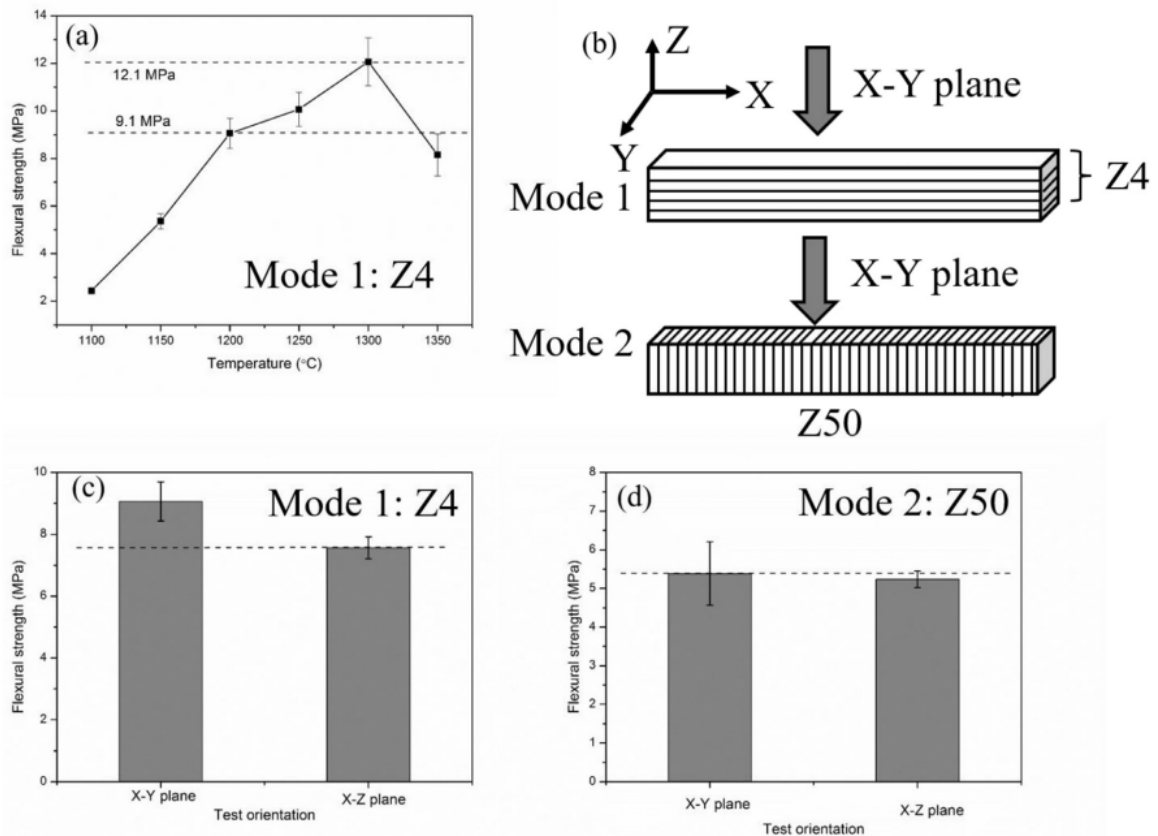 (a)
14
12
10
8
6
4
2
12.1 MPa
9.1 MPa
Flexural strength (MPa)
Mode 1: Z4
1100 1150 1200 1250 1300 1350
Temperature (°C)
(b)
Z
X
Y
X-Y plane
Mode 1
Z4
X-Y plane
Mode 2
Z50
(c)
Mode 1: Z4
10
8
6
4
2
0
Flexural strength (MPa)
X-Y plane X-Z plane
Test orientation
(d)
Mode 2: Z50
8
7
6
5
4
3
2
1
0
Flexural strength (MPa)
X-Y plane X-Z plane
Test orientation